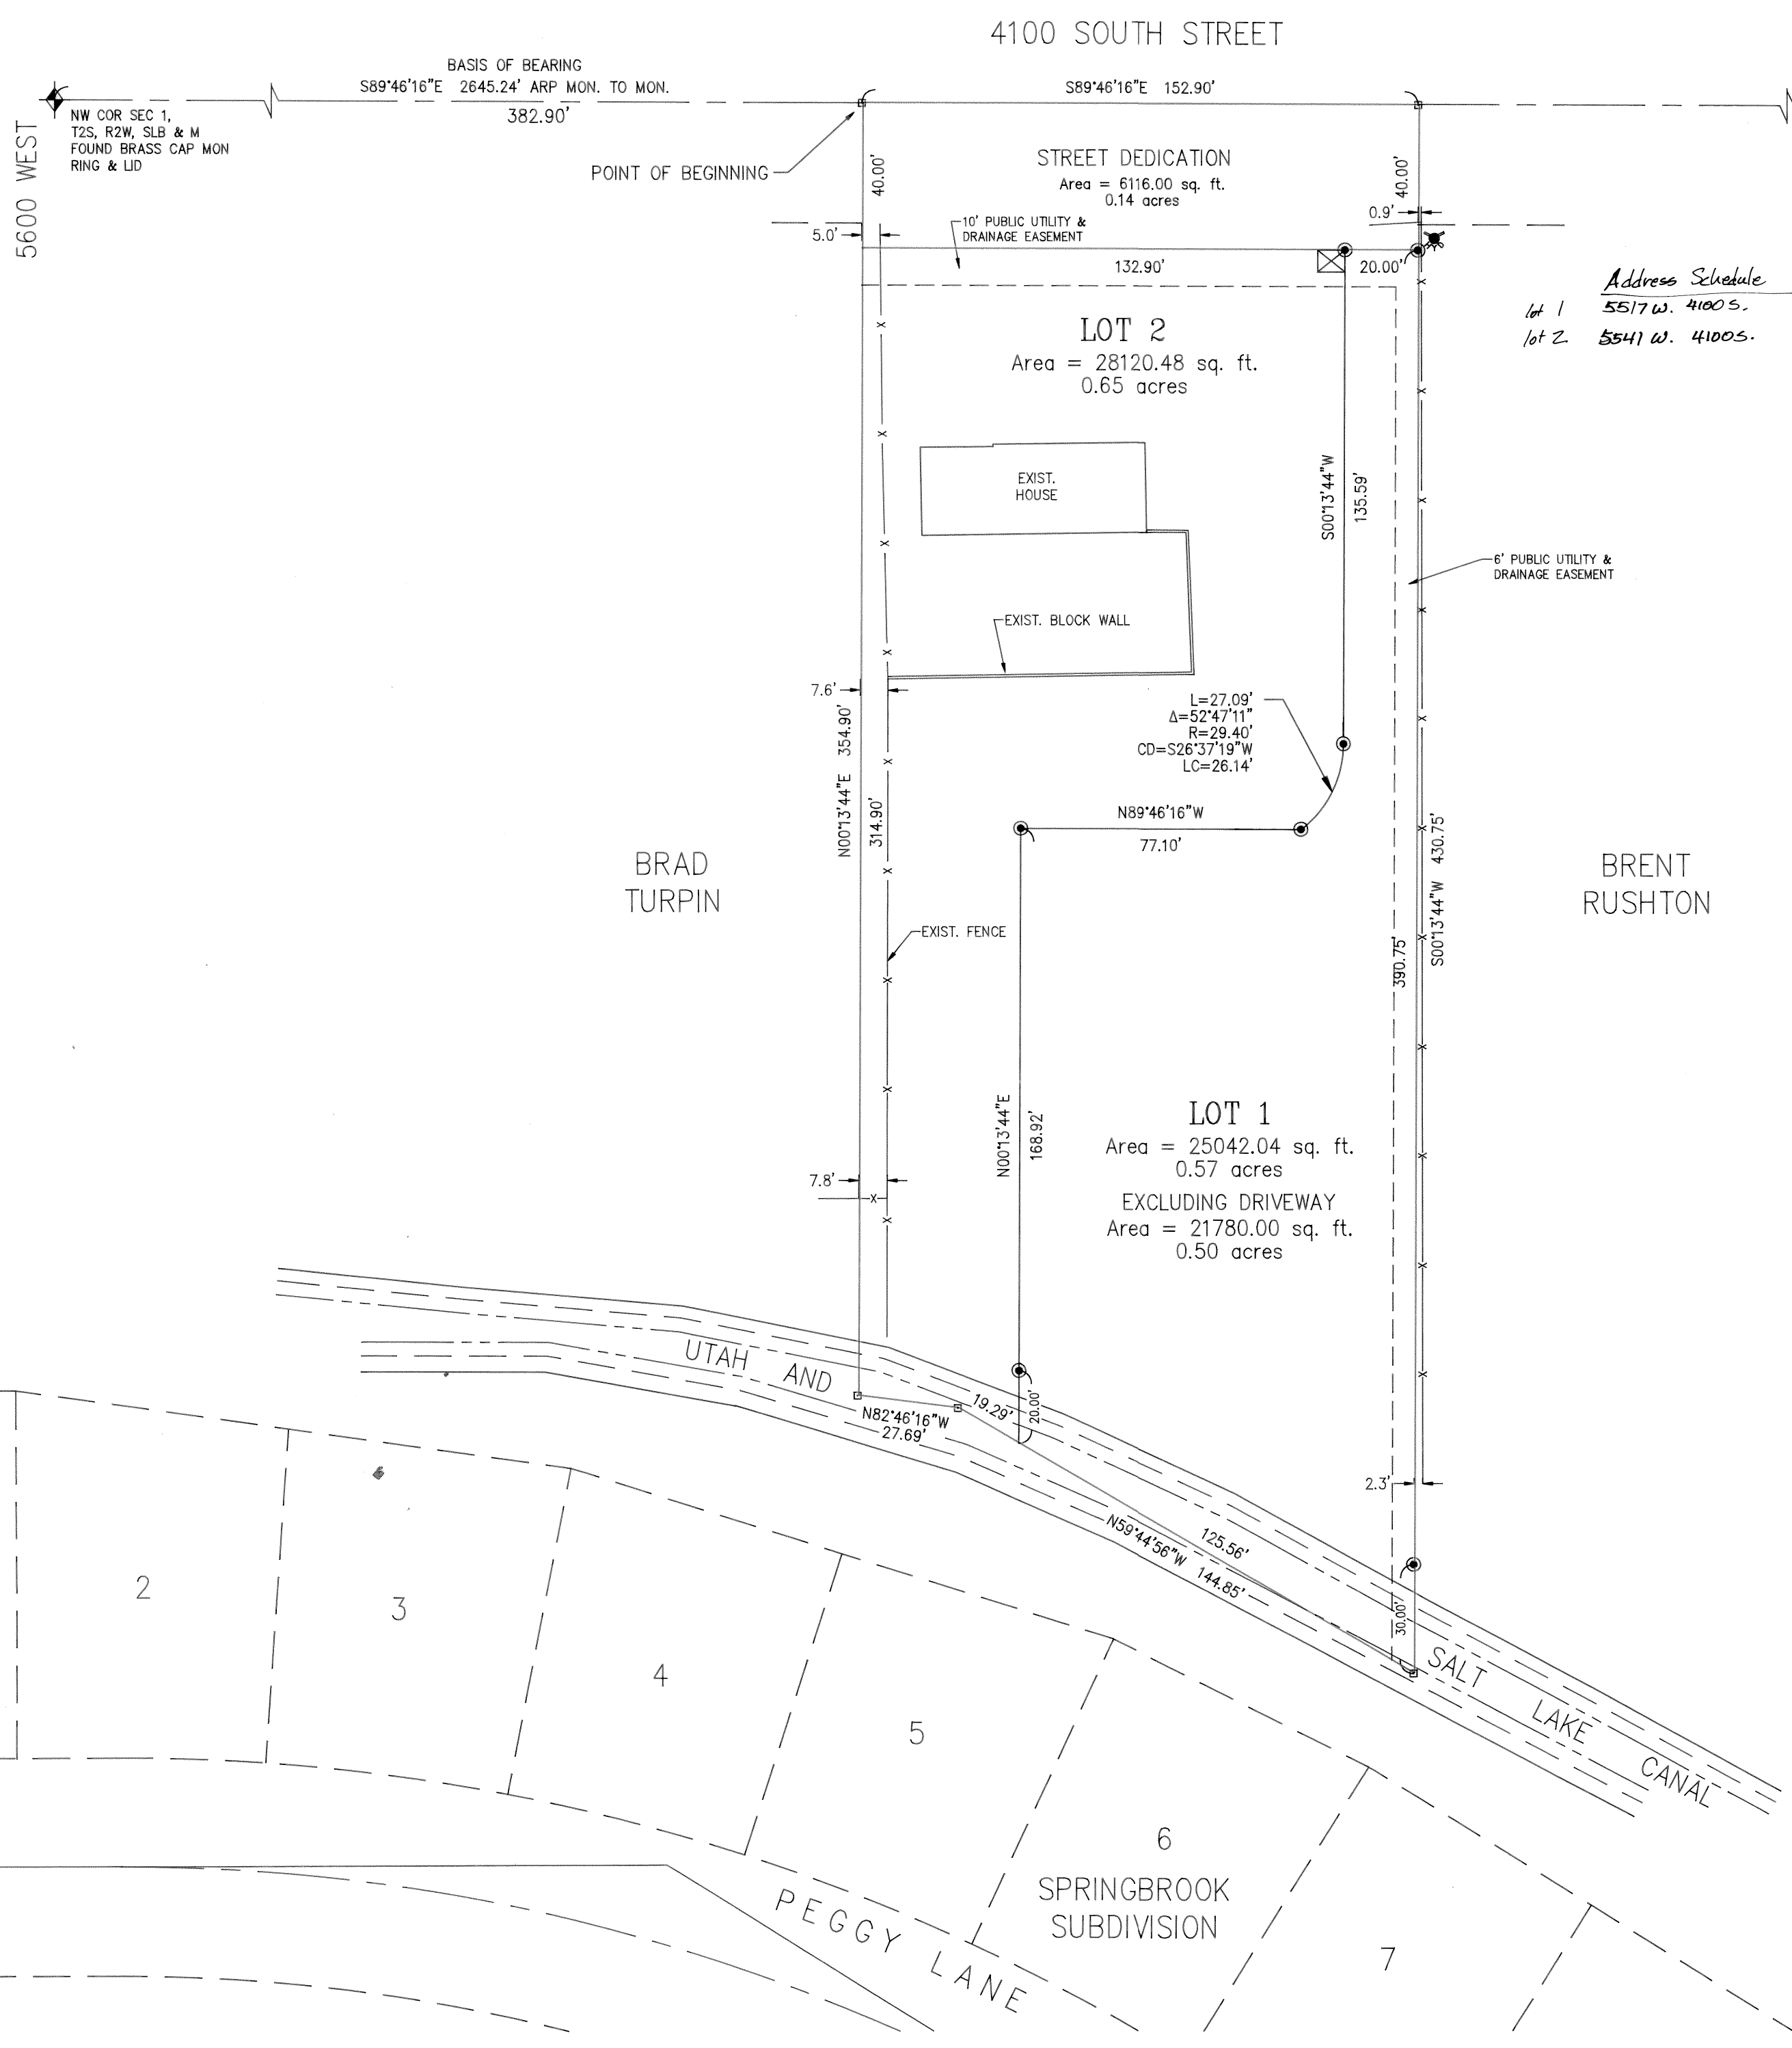 4100 SOUTH STREET
BASIS OF BEARING
S89°46'16"E 2645.24' ARP MON. TO MON.
382.90'
S89°46'16"E 152.90'
5600 WEST
NW COR SEC 1,
T2S, R2W, SLB & M
FOUND BRASS CAP MON
RING & LID
POINT OF BEGINNING
40.00'
STREET DEDICATION
Area = 6116.00 sq. ft.
0.14 acres
40.00'
0.9'
5.0'
10' PUBLIC UTILITY &
DRAINAGE EASEMENT
132.90'
20.00'
Address Schedule
lot 1 5517 W. 4100 S.
lot 2 5541 W. 4100 S.
LOT 2
Area = 28120.48 sq. ft.
0.65 acres
EXIST.
HOUSE
S00°13'44"W
135.59'
6' PUBLIC UTILITY &
DRAINAGE EASEMENT
EXIST. BLOCK WALL
7.6'
L=27.09'
Δ=52°47'11"
R=29.40'
CD=S26°37'19"W
LC=26.14'
N00°13'44"E 354.90'
314.90'
N89°46'16"W
77.10'
BRAD
TURPIN
BRENT
RUSHTON
S00°13'44"W 430.75'
390.75'
EXIST. FENCE
N00°13'44"E
168.92'
LOT 1
Area = 25042.04 sq. ft.
0.57 acres
EXCLUDING DRIVEWAY
Area = 21780.00 sq. ft.
0.50 acres
7.8'
UTAH AND SALT LAKE CANAL
N82°46'16"W
27.69'
19.29'
20.00'
2.3'
N59°44'56"W 144.85'
125.56'
30.00'
2
3
4
5
6
SPRINGBROOK
SUBDIVISION
7
PEGGY LANE